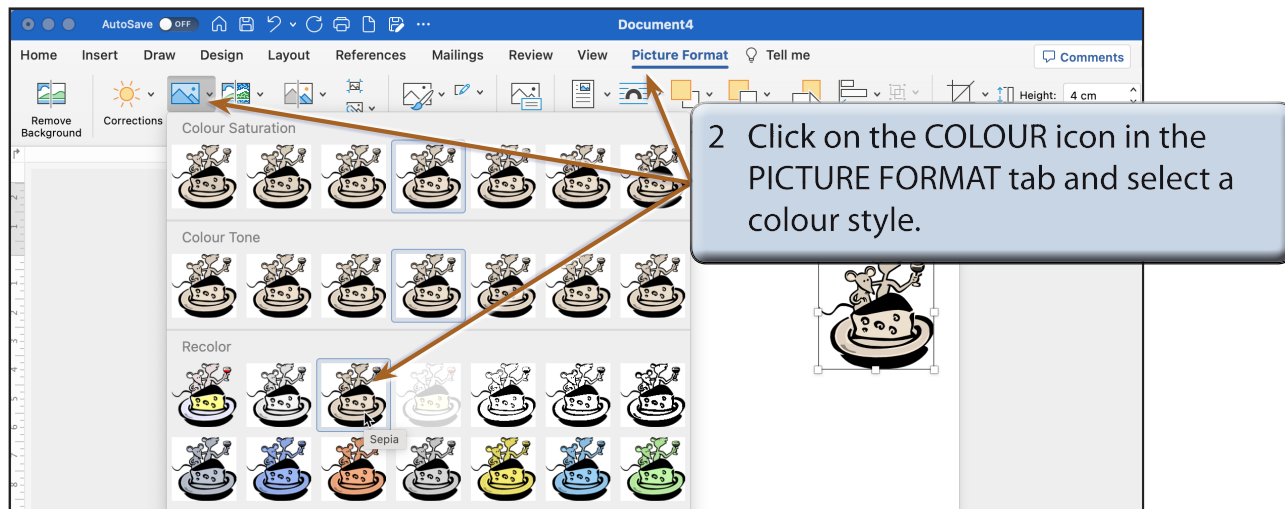 AutoSave OFF ··· Document4
Home Insert Draw Design Layout References Mailings Review View Picture Format Tell me Comments
Remove Background Corrections Height: 4 cm
Colour Saturation
2 Click on the COLOUR icon in the
PICTURE FORMAT tab and select a
colour style.
Colour Tone
Recolor
Sepia